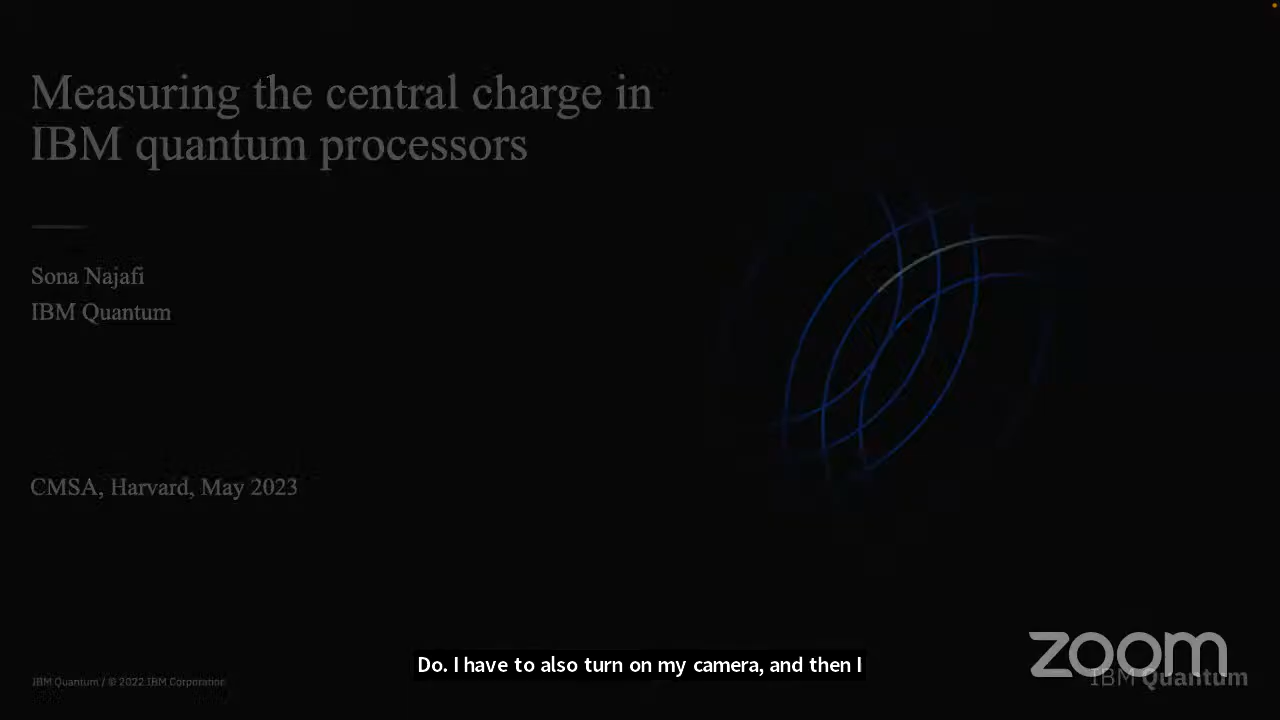 Measuring the central charge in
IBM quantum processors
Sona Najafi
IBM Quantum
CMSA, Harvard, May 2023
Do. I have to also turn on my camera, and then I
zoom
IBM Quantum / © 2022 IBM Corporation
IBM Quantum